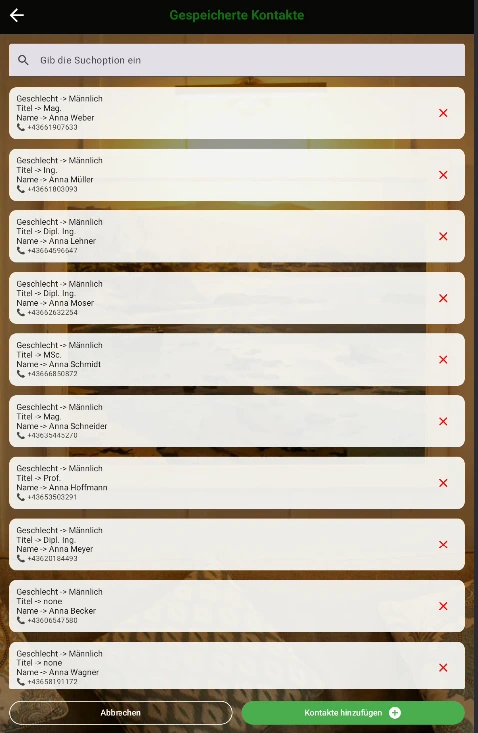 Gespeicherte Kontakte
Gib die Suchoption ein
Geschlecht -> Männlich
Titel -> Mag.
Name -> Anna Weber
+43661907633
Geschlecht -> Männlich
Titel -> Ing.
Name -> Anna Müller
+43661803093
Geschlecht -> Männlich
Titel -> Dipl. Ing.
Name -> Anna Lehner
+43664596647
Geschlecht -> Männlich
Titel -> Dipl. Ing.
Name -> Anna Moser
+43662632254
Geschlecht -> Männlich
Titel -> MSc.
Name -> Anna Schmidt
+43666850872
Geschlecht -> Männlich
Titel -> Mag.
Name -> Anna Schneider
+43635445270
Geschlecht -> Männlich
Titel -> Prof.
Name -> Anna Hoffmann
+43653503291
Geschlecht -> Männlich
Titel -> Dipl. Ing.
Name -> Anna Meyer
+43620184493
Geschlecht -> Männlich
Titel -> none
Name -> Anna Becker
+43606547580
Geschlecht -> Männlich
Titel -> none
Name -> Anna Wagner
+43658191172
Abbrechen
Kontakte hinzufügen